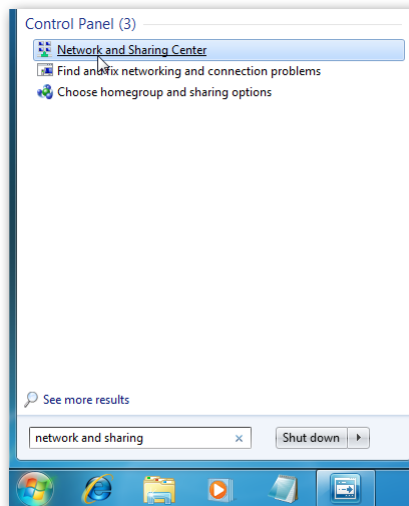 Control Panel (3)
Network and Sharing Center
Find and fix networking and connection problems
Choose homegroup and sharing options
See more results
network and sharing
Shut down